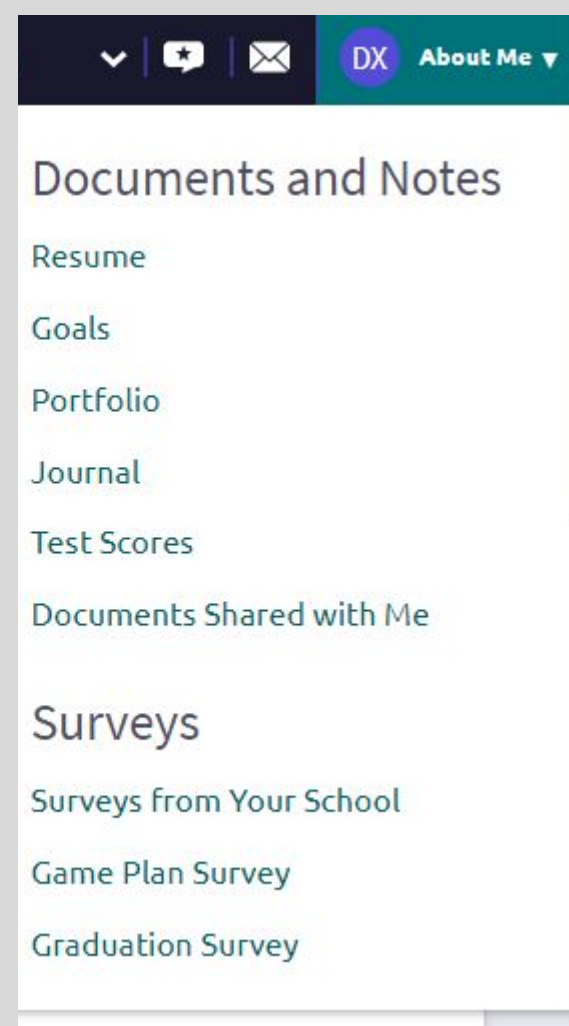 DX About Me
Documents and Notes
Resume
Goals
Portfolio
Journal
Test Scores
Documents Shared with Me
Surveys
Surveys from Your School
Game Plan Survey
Graduation Survey